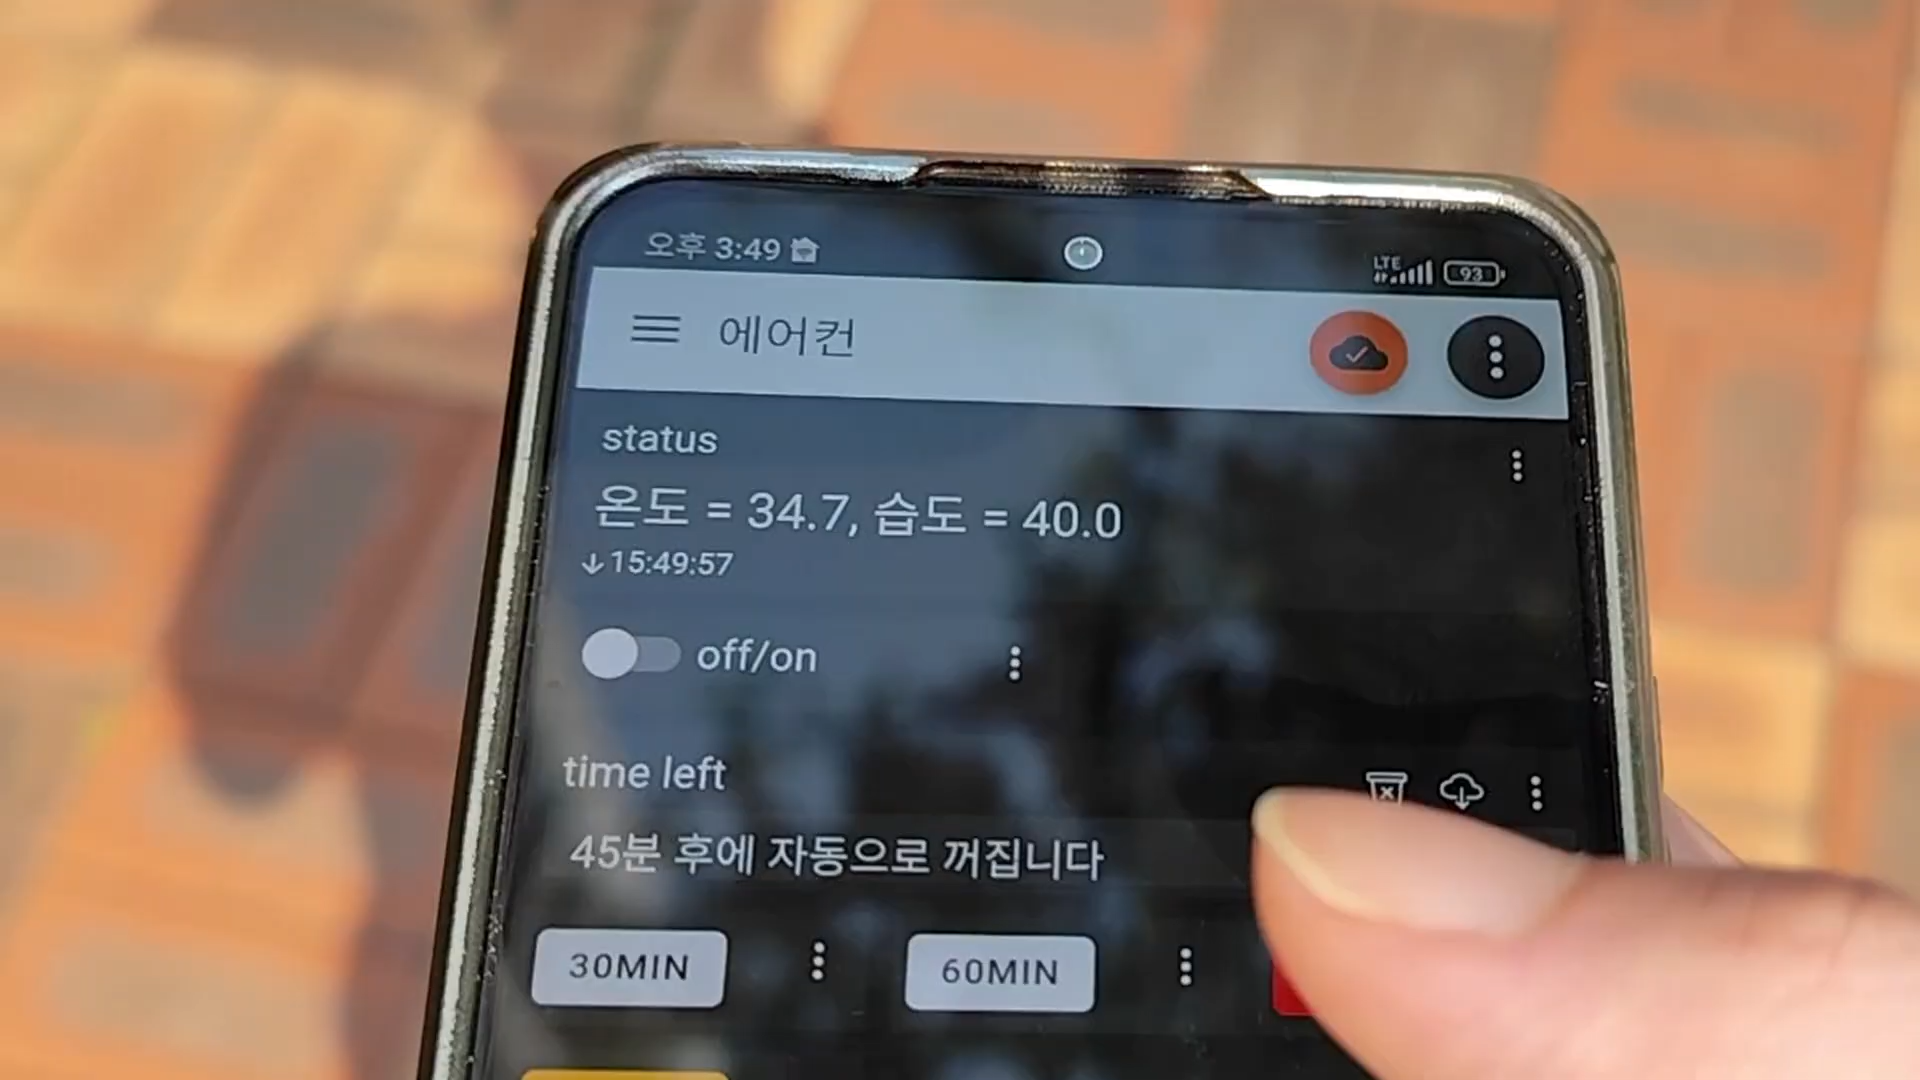 오후 3:49
LTE
93
에어컨
status
온도 = 34.7, 습도 = 40.0
↓15:49:57
off/on
time left
45분 후에 자동으로 꺼집니다
30MIN
60MIN